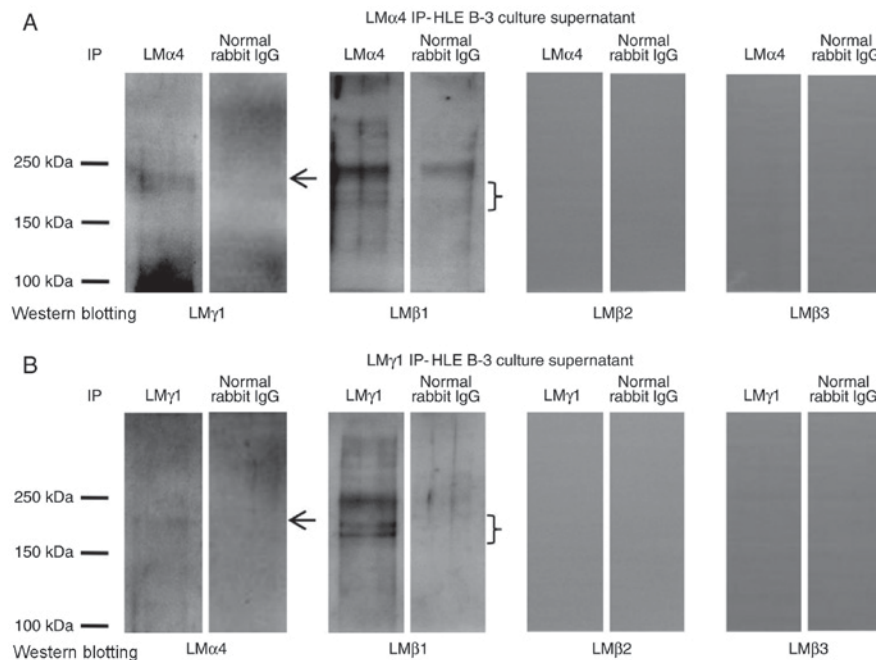 A
LMα4 IP-HLE B-3 culture supernatant
IP
LMα4
Normal rabbit IgG
LMα4
Normal rabbit IgG
LMα4
Normal rabbit IgG
LMα4
Normal rabbit IgG
250 kDa
150 kDa
100 kDa
Western blotting
LMγ1
LMβ1
LMβ2
LMβ3
B
LMγ1 IP-HLE B-3 culture supernatant
IP
LMγ1
Normal rabbit IgG
LMγ1
Normal rabbit IgG
LMγ1
Normal rabbit IgG
LMγ1
Normal rabbit IgG
250 kDa
150 kDa
100 kDa
Western blotting
LMα4
LMβ1
LMβ2
LMβ3